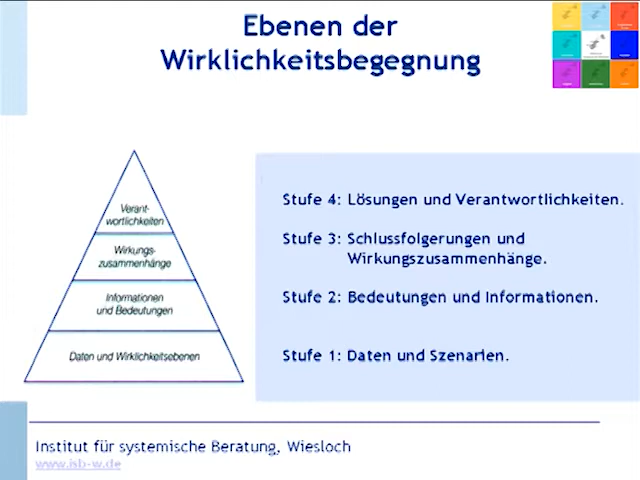 Ebenen der
Wirklichkeitsbegegnung
Verant-
wortlichkeiten
Wirkungs-
zusammenhänge
Informationen
und Bedeutungen
Daten und Wirklichkeitsebenen
Stufe 4: Lösungen und Verantwortlichkeiten.
Stufe 3: Schlussfolgerungen und
Wirkungszusammenhänge.
Stufe 2: Bedeutungen und Informationen.
Stufe 1: Daten und Szenarien.
Institut für systemische Beratung, Wiesloch
www.isb-w.de